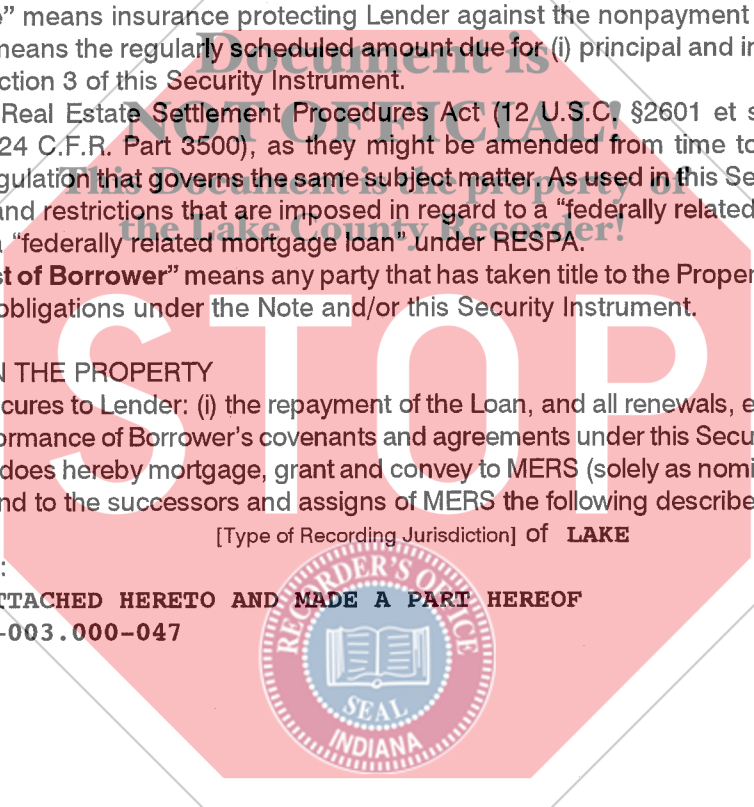 e” means insurance protecting Lender against the nonpayment
means the regularly scheduled amount due for (i) principal and in
ction 3 of this Security Instrument.
Real Estate Settlement Procedures Act (12 U.S.C. §2601 et s
24 C.F.R. Part 3500), as they might be amended from time to
gulation that governs the same subject matter. As used in this Se
and restrictions that are imposed in regard to a “federally related
a “federally related mortgage loan” under RESPA.
st of Borrower” means any party that has taken title to the Proper
obligations under the Note and/or this Security Instrument.
Document is
NOT OFFICIAL!
This Document is the property of
the Lake County Recorder!
STOP
N THE PROPERTY
cures to Lender: (i) the repayment of the Loan, and all renewals, e
ormance of Borrower’s covenants and agreements under this Secu
does hereby mortgage, grant and convey to MERS (solely as nomi
nd to the successors and assigns of MERS the following describe
[Type of Recording Jurisdiction] of LAKE
:
TTACHED HERETO AND MADE A PART HEREOF
-003.000-047
RECORDER'S OFFICE
SEAL
INDIANA